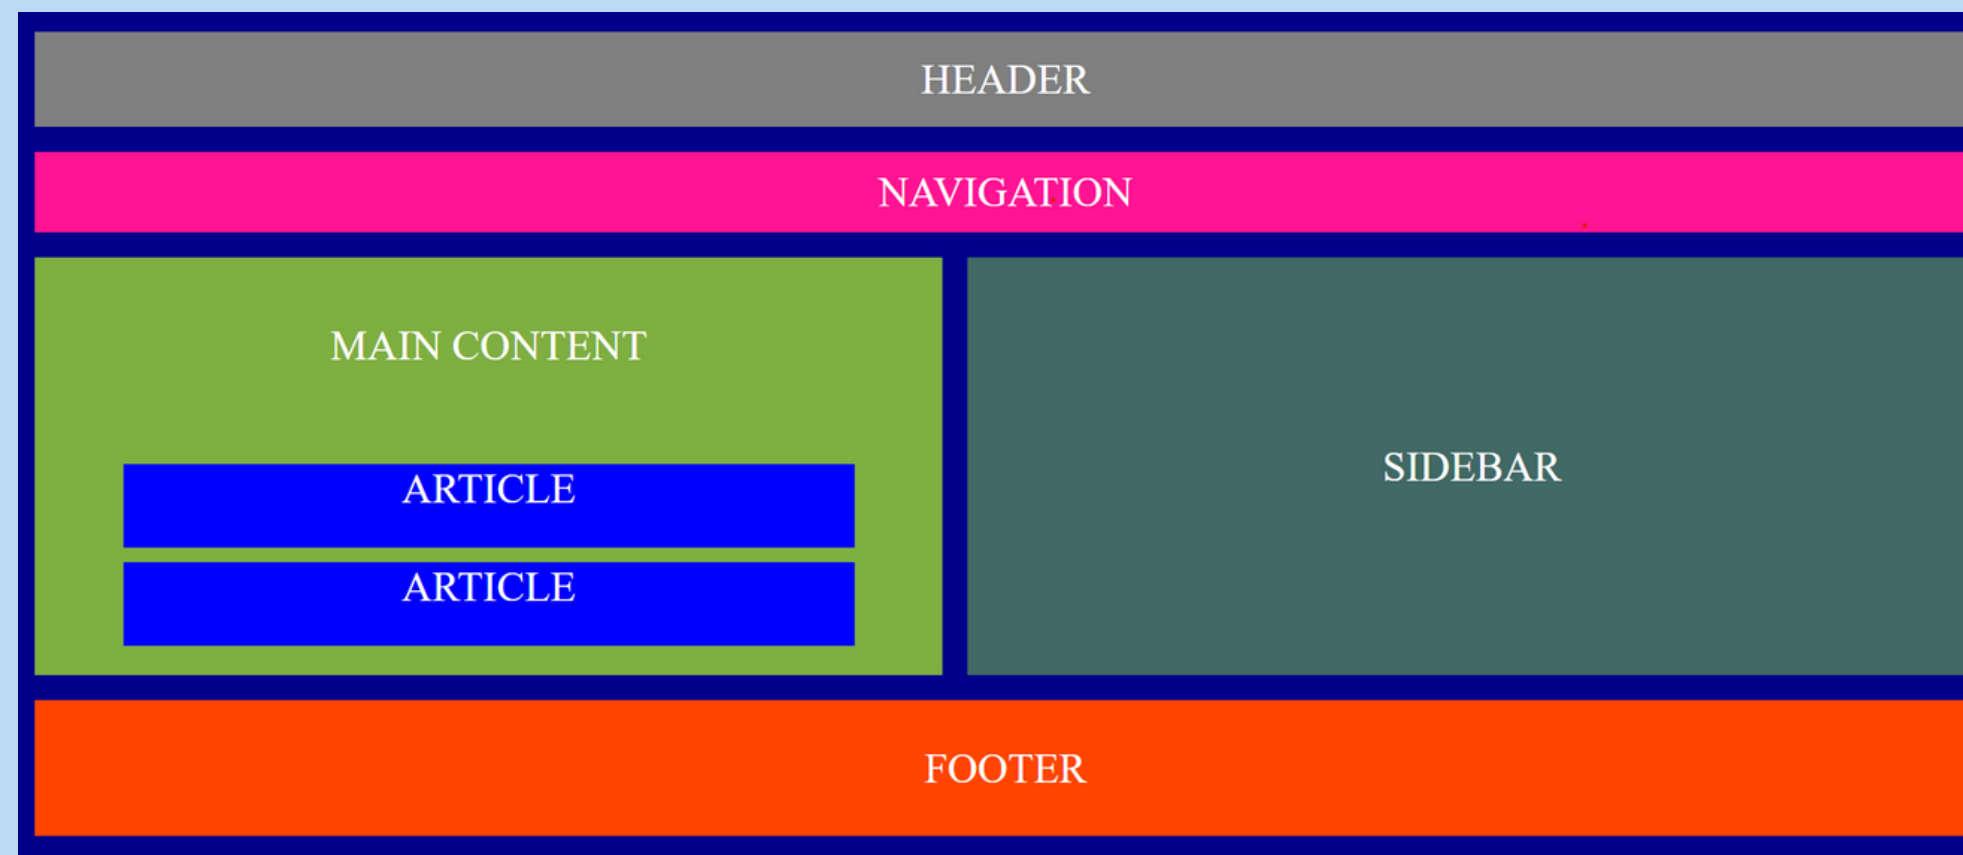 HEADER
NAVIGATION
MAIN CONTENT
ARTICLE
ARTICLE
SIDEBAR
FOOTER